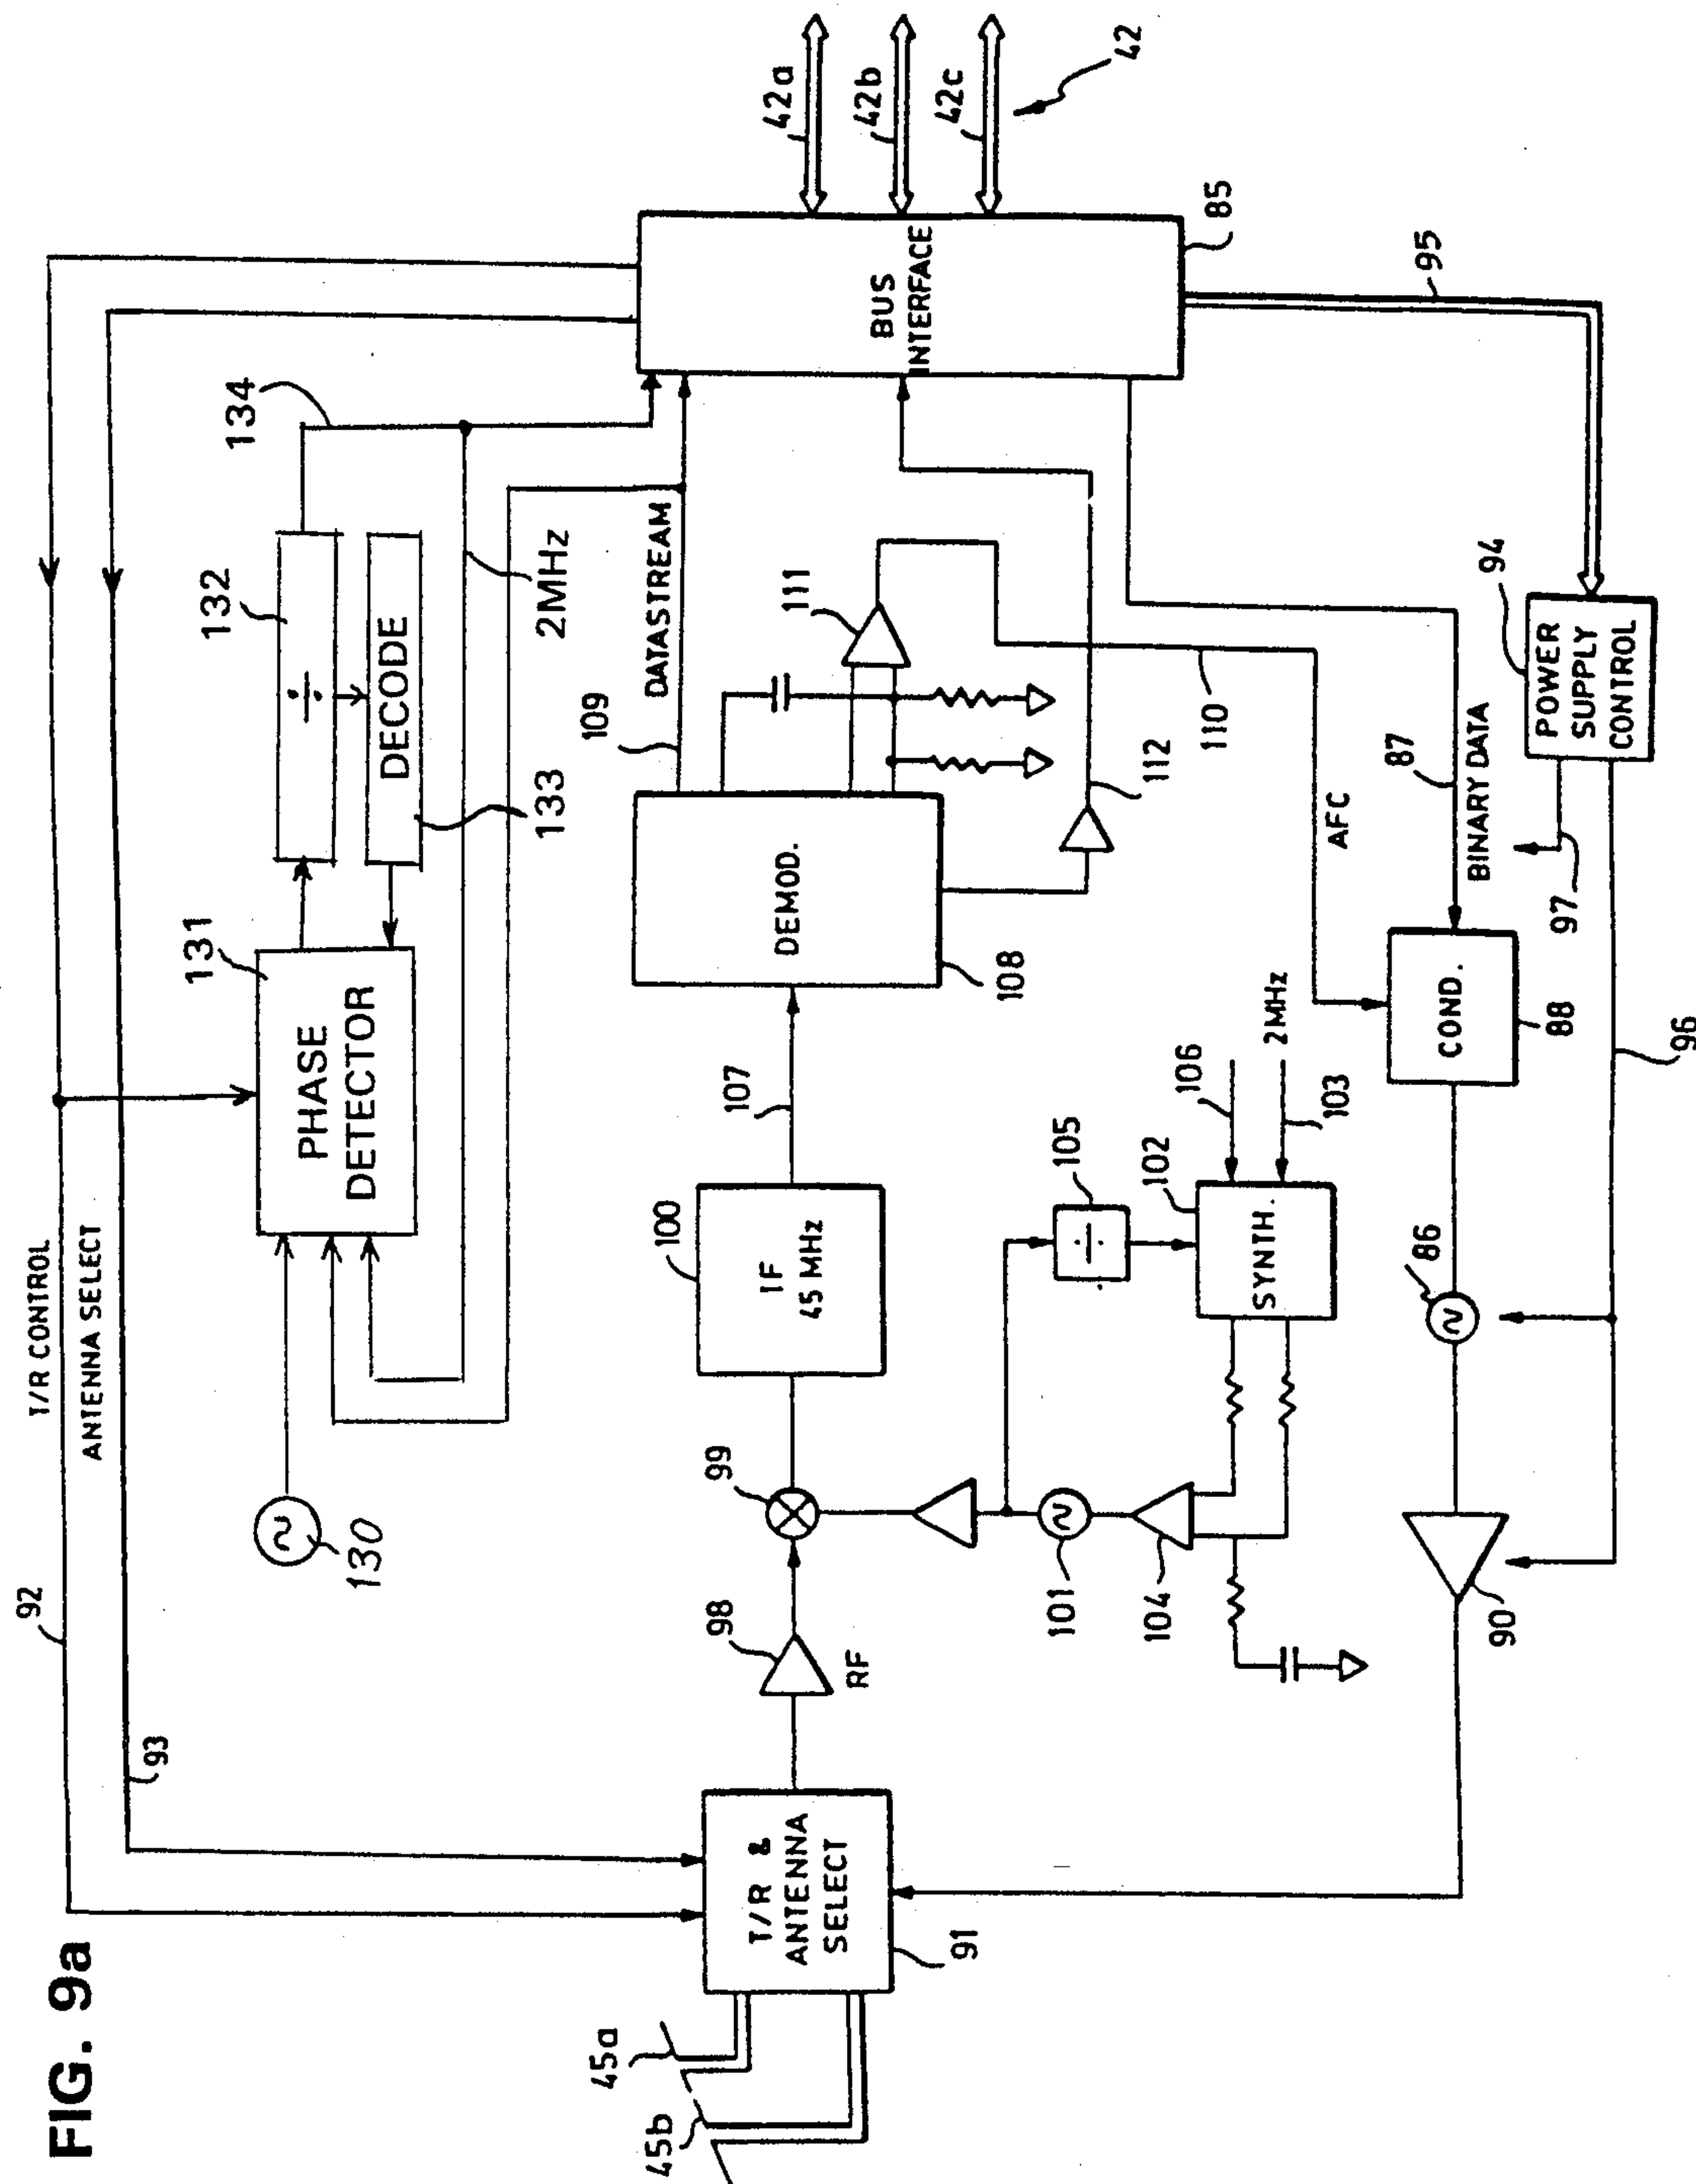 FIG. 9a
92
T/R CONTROL
ANTENNA SELECT
93
130
131
PHASE
DETECTOR
132
÷
DECODE
133
134
2MHz
45a
45b
T/R &
ANTENNA
SELECT
91
98
RF
99
100
IF
45 MHz
107
DEMOD.
108
109
DATASTREAM
111
112
110
AFC
BUS
INTERFACE
85
42a
42b
42c
42
101
104
105
÷
102
SYNTH.
106
2MHz
103
90
86
COND.
88
87
BINARY DATA
97
96
94
POWER
SUPPLY
CONTROL
95